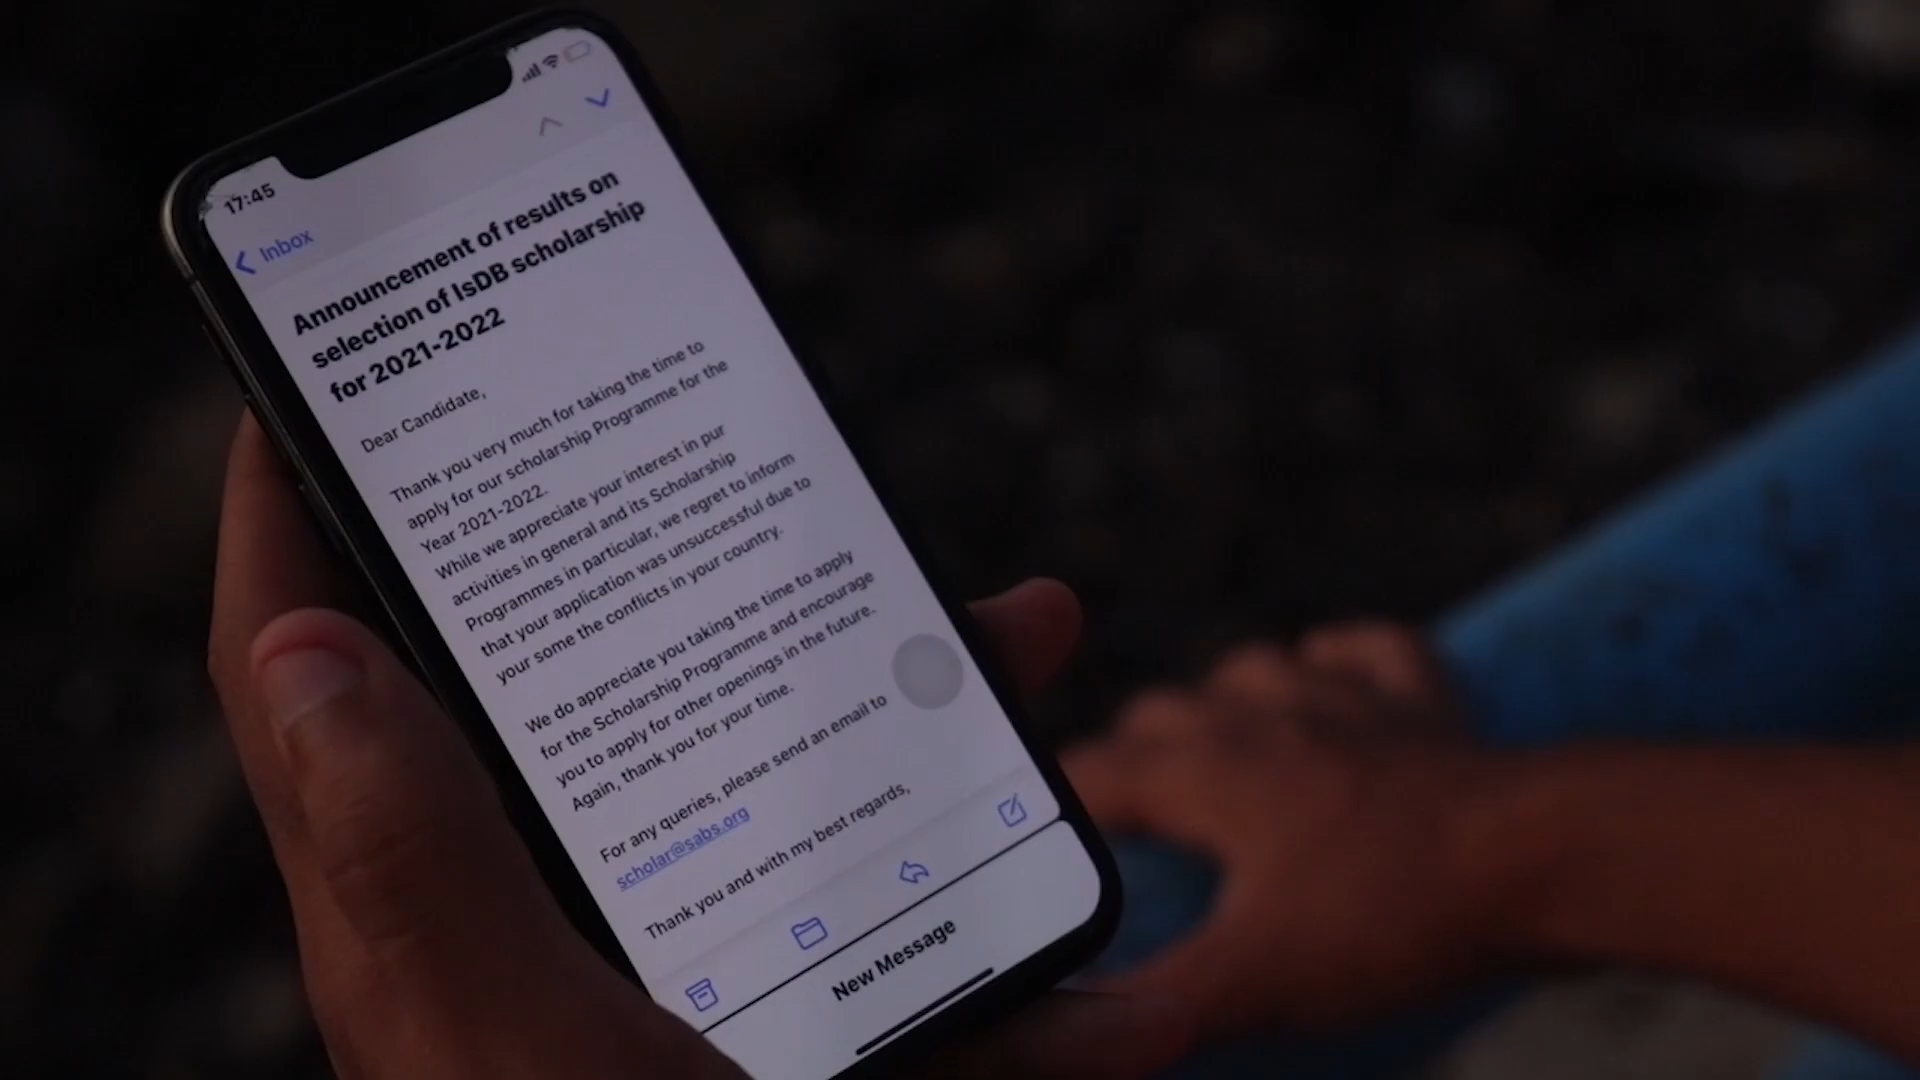 17:45
Inbox
Announcement of results on
selection of IsDB scholarship
for 2021-2022
Dear Candidate,
Thank you very much for taking the time to
apply for our scholarship Programme for the
Year 2021-2022.
While we appreciate your interest in pur
activities in general and its Scholarship
Programmes in particular, we regret to inform
that your application was unsuccessful due to
your some the conflicts in your country.
We do appreciate you taking the time to apply
for the Scholarship Programme and encourage
you to apply for other openings in the future.
Again, thank you for your time.
For any queries, please send an email to
scholar@sabs.org
Thank you and with my best regards,
New Message